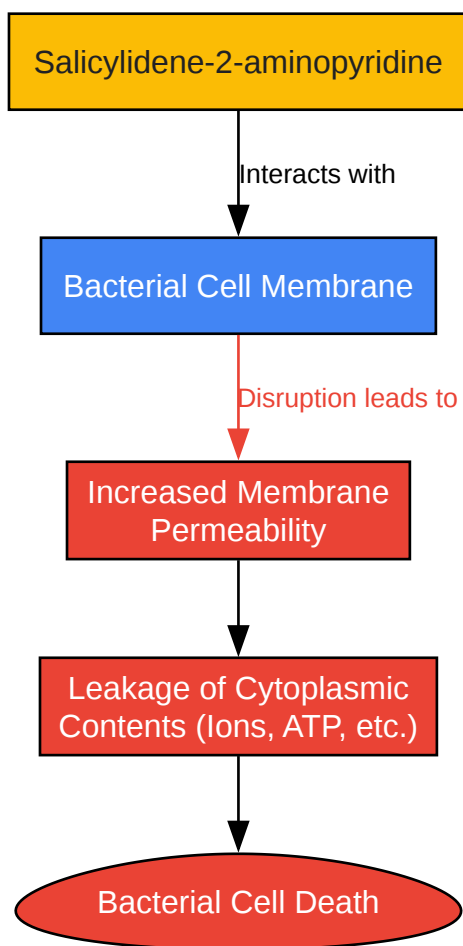 Salicylidene-2-aminopyridine
Interacts with
Bacterial Cell Membrane
Disruption leads to
Increased Membrane
Permeability
Leakage of Cytoplasmic
Contents (Ions, ATP, etc.)
Bacterial Cell Death